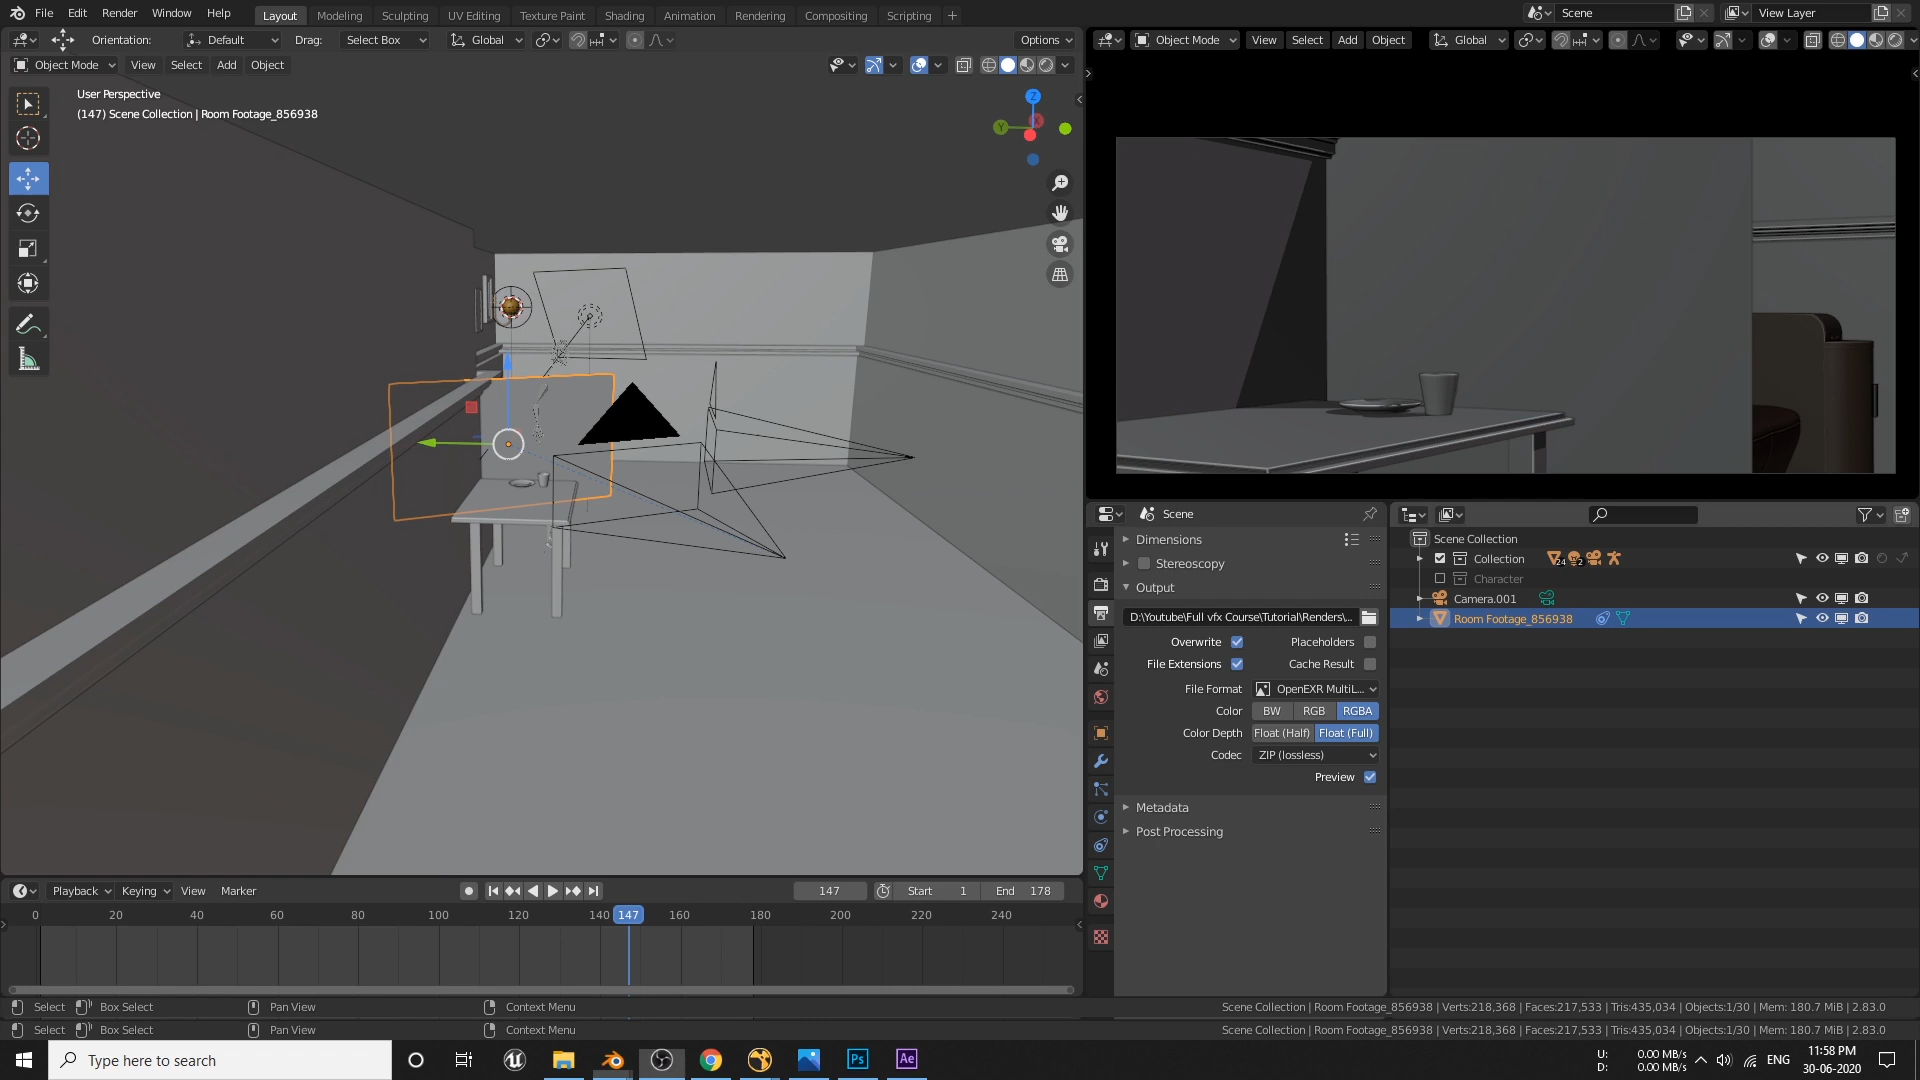 File Edit Render Window Help Layout Modeling Sculpting UV Editing Texture Paint Shading Animation Rendering Compositing Scripting + Scene View Layer
Orientation: Default Drag: Select Box Global Options
Object Mode View Select Add Object Global
Object Mode View Select Add Object
User Perspective
(147) Scene Collection | Room Footage_856938
Z
Y
X
Scene
Dimensions
Stereoscopy
Output
D:\Youtube\Full vfx Course\Tutorial\Renders\...
Overwrite Placeholders
File Extensions Cache Result
File Format OpenEXR MultiL...
Color BW RGB RGBA
Color Depth Float (Half) Float (Full)
Codec ZIP (lossless)
Preview
Metadata
Post Processing
Scene Collection
Collection 24 2
Character
Camera.001
Room Footage_856938
Playback Keying View Marker 147 Start 1 End 178
0 20 40 60 80 100 120 140 147 160 180 200 220 240
Select Box Select Pan View Context Menu Scene Collection | Room Footage_856938 | Verts:218,368 | Faces:217,533 | Tris:435,034 | Objects:1/30 | Mem: 180.7 MiB | 2.83.0
Select Box Select Pan View Context Menu Scene Collection | Room Footage_856938 | Verts:218,368 | Faces:217,533 | Tris:435,034 | Objects:1/30 | Mem: 180.7 MiB | 2.83.0
Type here to search Ps Ae
U: 0.00 MB/s
D: 0.00 MB/s
ENG
11:58 PM
30-06-2020